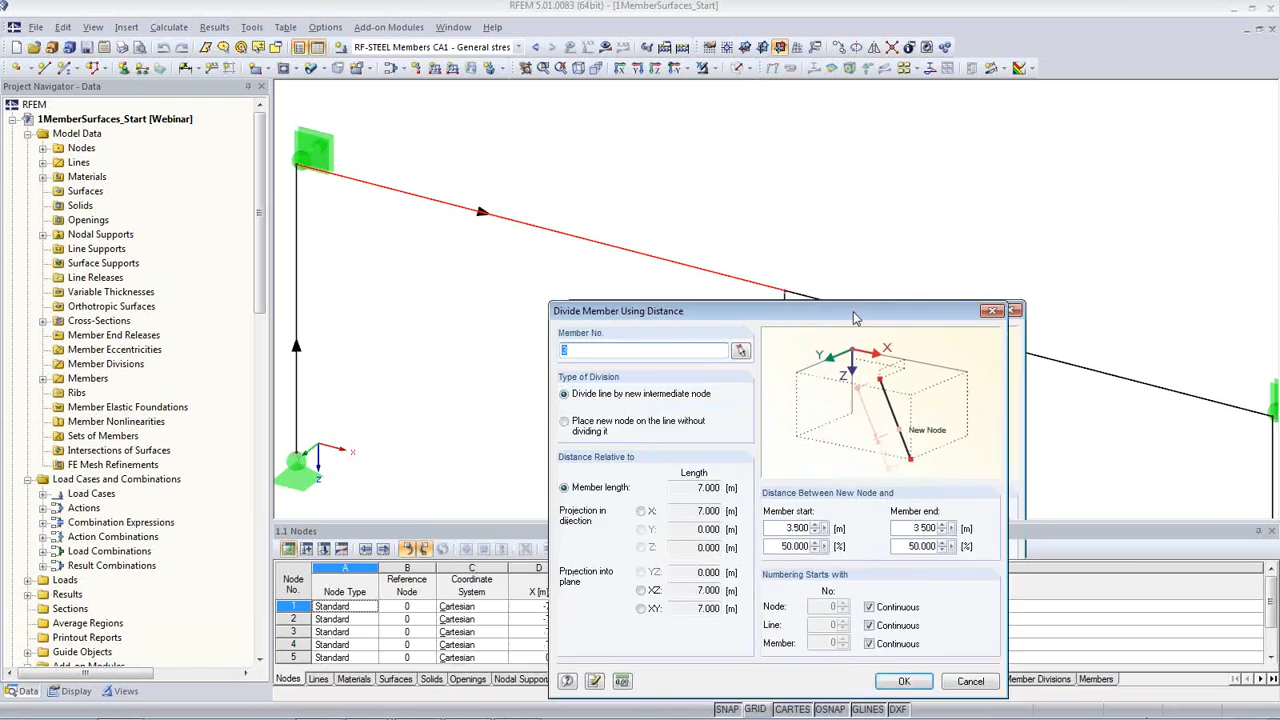 RFEM 5.01.0083 (64bit) - [1MemberSurfaces_Start]
File Edit View Insert Calculate Results Tools Table Options Add-on Modules Window Help
RF-STEEL Members CA1 - General stres
Project Navigator - Data
RFEM
1MemberSurfaces_Start [Webinar]
Model Data
Nodes
Lines
Materials
Surfaces
Solids
Openings
Nodal Supports
Line Supports
Surface Supports
Line Releases
Variable Thicknesses
Orthotropic Surfaces
Cross-Sections
Member End Releases
Member Eccentricities
Member Divisions
Members
Ribs
Member Elastic Foundations
Member Nonlinearities
Sets of Members
Intersections of Surfaces
FE Mesh Refinements
Load Cases and Combinations
Load Cases
Actions
Combination Expressions
Action Combinations
Load Combinations
Result Combinations
Loads
Results
Sections
Average Regions
Printout Reports
Guide Objects
Add-on Modules
Data Display Views
X
Z
Divide Member Using Distance
Member No.
3
Type of Division
Divide line by new intermediate node
Place new node on the line without
dividing it
Distance Relative to
Length
Member length: 7.000 [m]
Projection in
direction
X: 7.000 [m]
Y: 0.000 [m]
Z: 0.000 [m]
Projection into
plane
YZ: 0.000 [m]
XZ: 7.000 [m]
XY: 7.000 [m]
Y X
Z
New Node
Distance Between New Node and
Member start: Member end:
3.500 [m] 3.500 [m]
50.000 [%] 50.000 [%]
Numbering Starts with
No:
Node: 0 Continuous
Line: 0 Continuous
Member: 0 Continuous
OK Cancel
1.1 Nodes
A B C D
Node
No. Node Type Reference
Node Coordinate
System X [m]
1 Standard 0 Cartesian
2 Standard 0 Cartesian
3 Standard 0 Cartesian
4 Standard 0 Cartesian
5 Standard 0 Cartesian
Nodes Lines Materials Surfaces Solids Openings Nodal Support Member Divisions Members
SNAP GRID CARTES OSNAP GLINES DXF